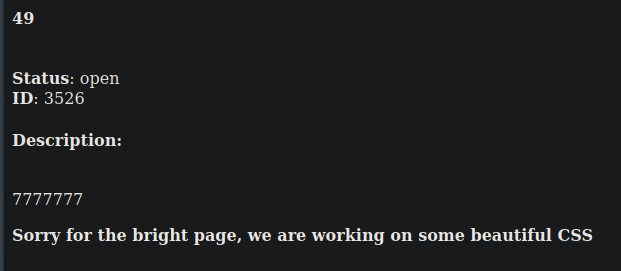 49
Status: open
ID: 3526
Description:
7777777
Sorry for the bright page, we are working on some beautiful CSS